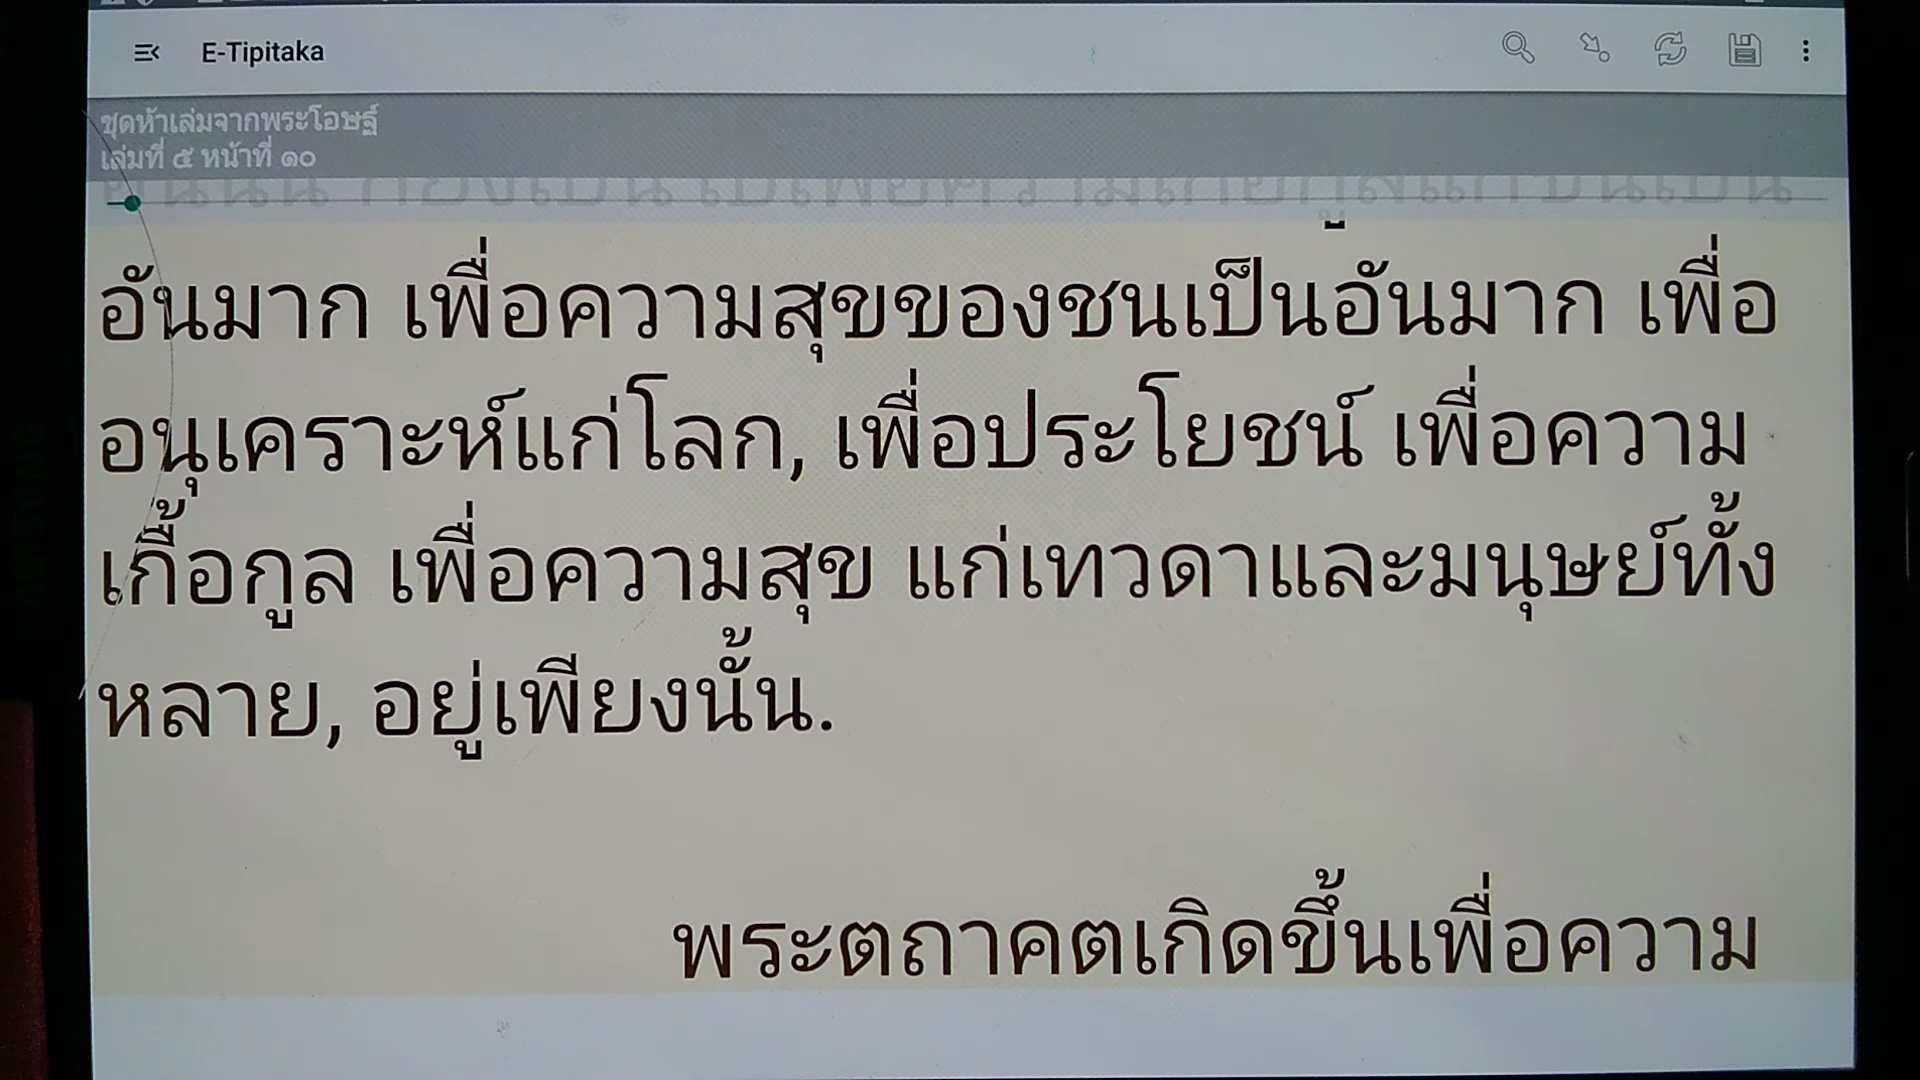 E-Tipitaka
ชุดห้าเล่มจากพระโอษฐ์
เล่มที่ ๕ หน้าที่ ๑๐
อันมาก เพื่อความสุขของชนเป็นอันมาก เพื่อ
อนุเคราะห์แก่โลก, เพื่อประโยชน์ เพื่อความ
เกื้อกูล เพื่อความสุข แก่เทวดาและมนุษย์ทั้ง
หลาย, อยู่เพียงนั้น.
พระตถาคตเกิดขึ้นเพื่อความ